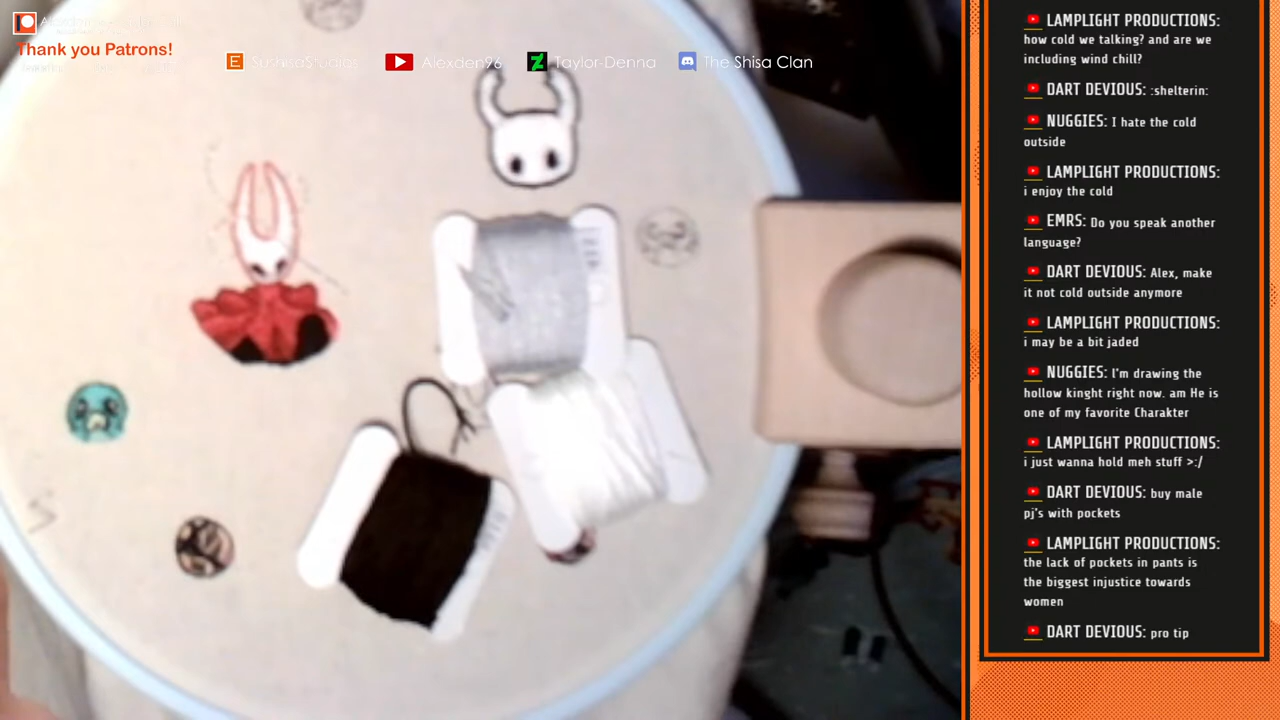 Thank you Patrons!
SushisaStudios
Alexden96
Taylor-Denna
The Shisa Clan
LAMPLIGHT PRODUCTIONS:
how cold we talking? and are we
including wind chill?
DART DEVIOUS: :shelterin:
NUGGIES: I hate the cold
outside
LAMPLIGHT PRODUCTIONS:
i enjoy the cold
EMRS: Do you speak another
language?
DART DEVIOUS: Alex, make
it not cold outside anymore
LAMPLIGHT PRODUCTIONS:
i may be a bit jaded
NUGGIES: I'm drawing the
hollow kinght right now. am He is
one of my favorite Charakter
LAMPLIGHT PRODUCTIONS:
i just wanna hold meh stuff >:/
DART DEVIOUS: buy male
pj's with pockets
LAMPLIGHT PRODUCTIONS:
the lack of pockets in pants is
the biggest injustice towards
women
DART DEVIOUS: pro tip